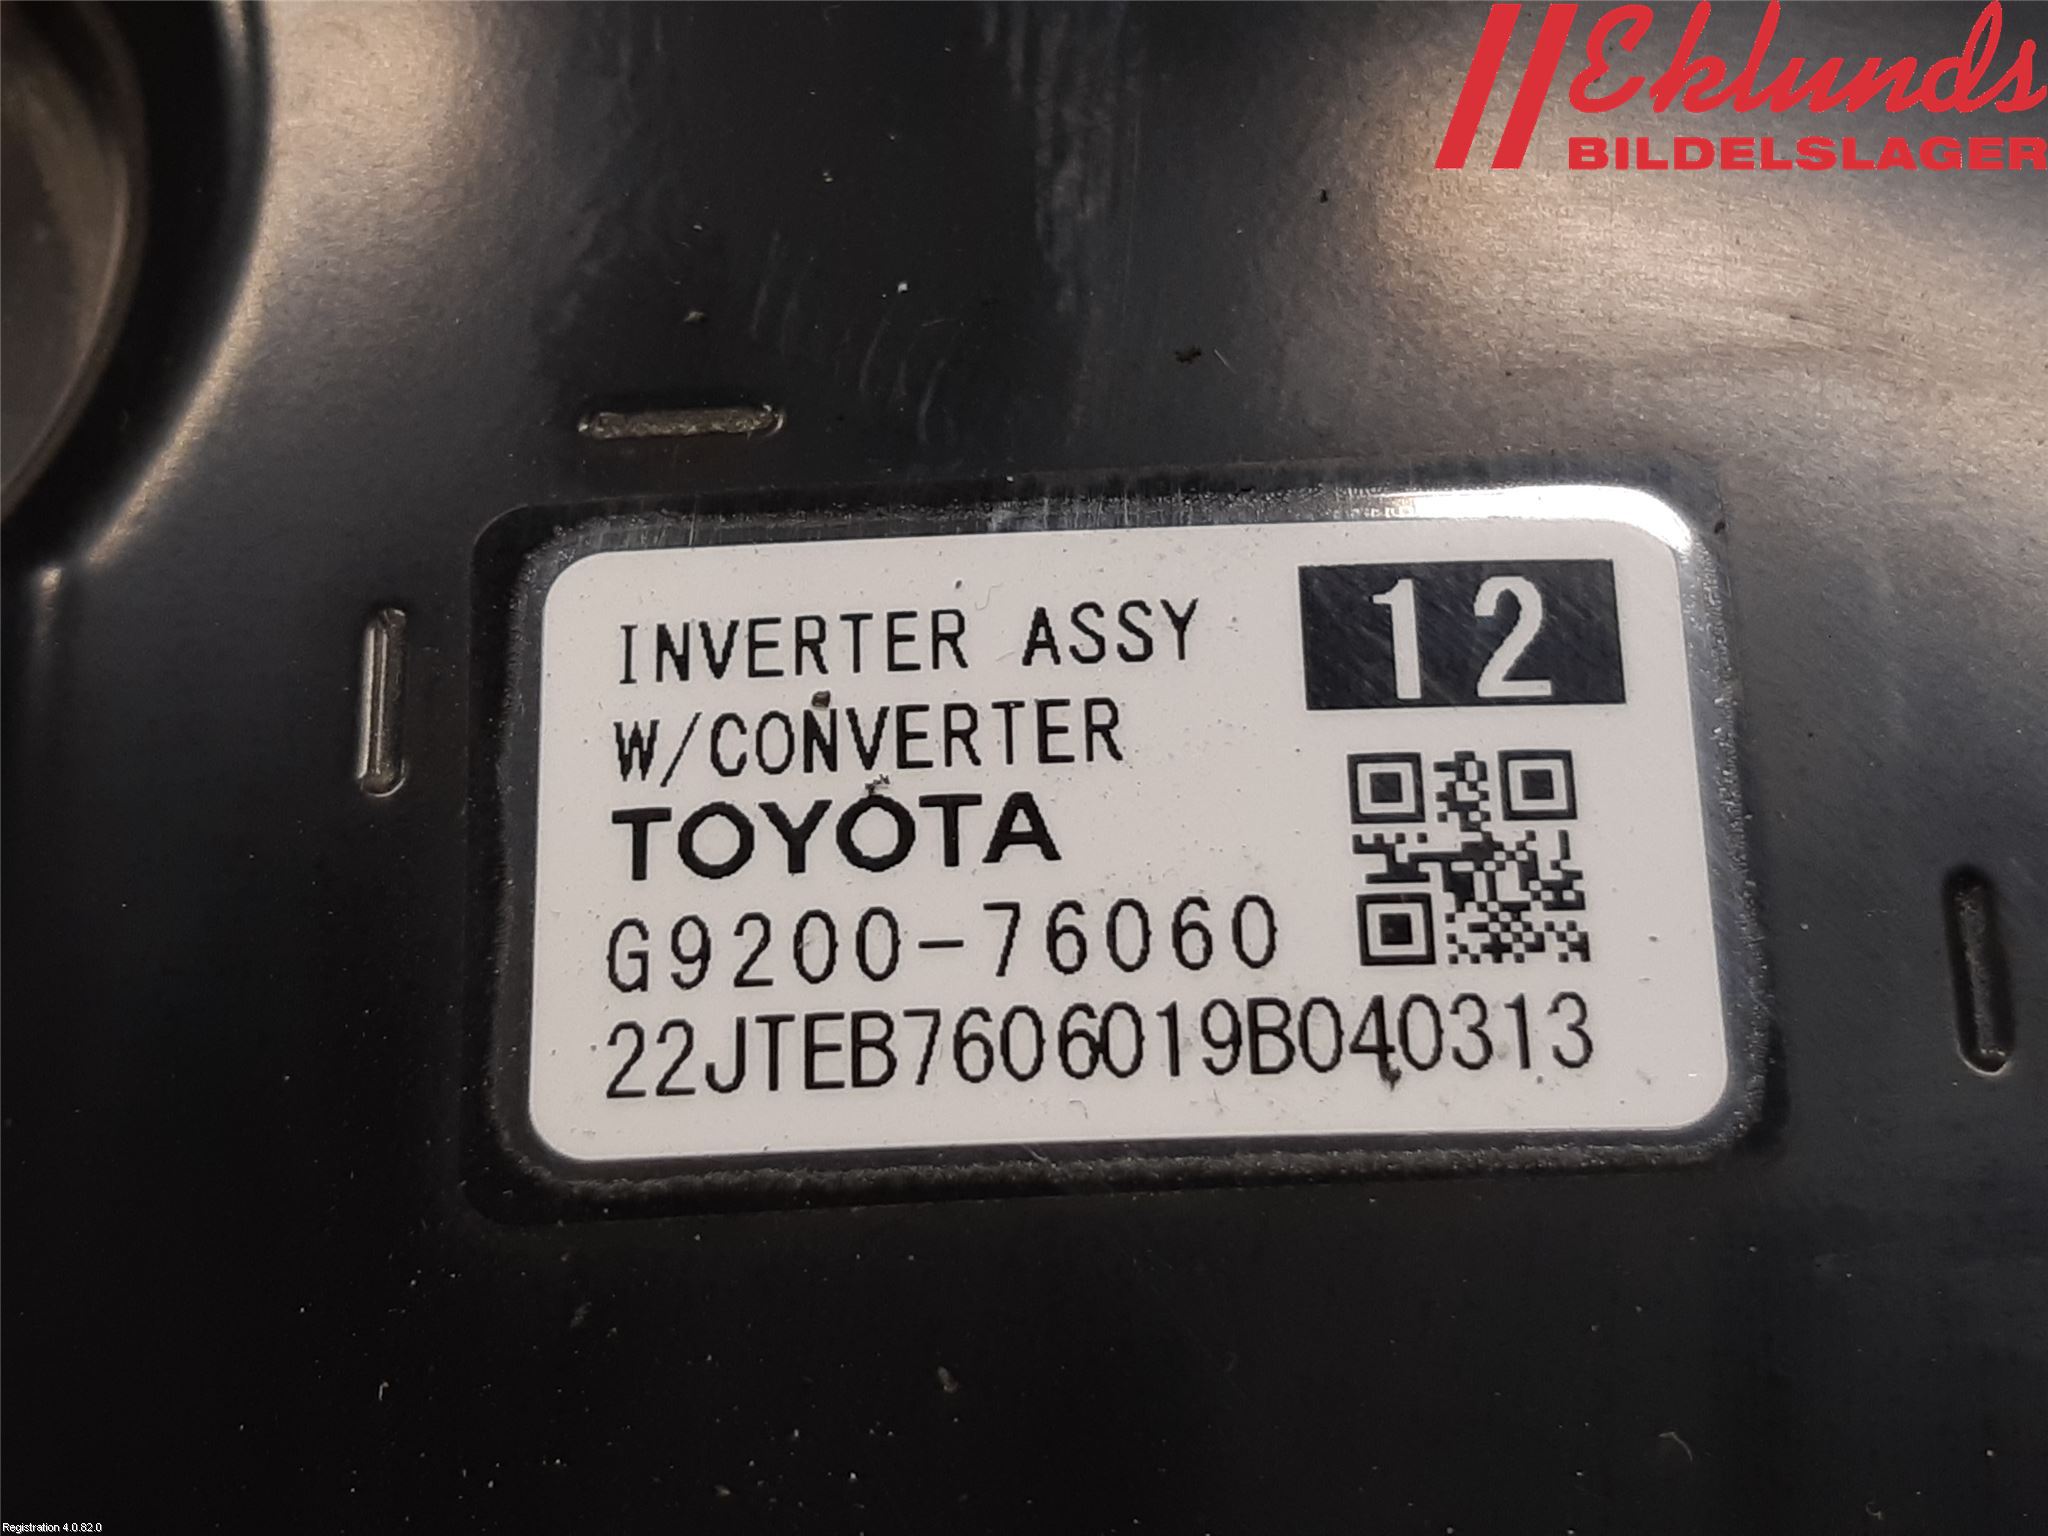 Eklunds
BILDELSLAGER
INVERTER ASSY
12
W/CONVERTER
TOYOTA
G9200-76060
22JTEB7606019B040313
Registration 4.0.82.0